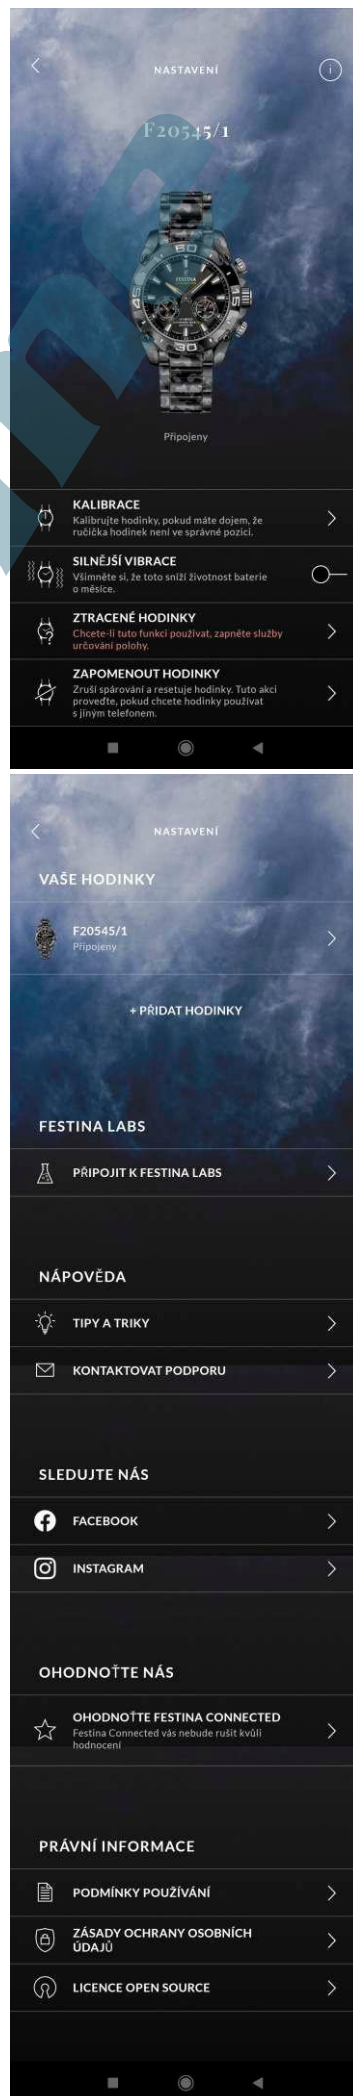 NASTAVENÍ
F20545/1
60
FESTINA
45
15
30
Připojeny
KALIBRACE
Kalibrujte hodinky, pokud máte dojem, že
ručička hodinek není ve správné pozici.
SILNĚJŠÍ VIBRACE
Všimněte si, že toto sníží životnost baterie
o měsíce.
ZTRACENÉ HODINKY
Chcete-li tuto funkci používat, zapněte služby
určování polohy.
ZAPOMENOUT HODINKY
Zruší spárování a resetuje hodinky. Tuto akci
proveďte, pokud chcete hodinky používat
s jiným telefonem.
NASTAVENÍ
VAŠE HODINKY
F20545/1
Připojeny
+ PŘIDAT HODINKY
FESTINA LABS
PŘIPOJIT K FESTINA LABS
NÁPOVĚDA
TIPY A TRIKY
KONTAKTOVAT PODPORU
SLEDUJTE NÁS
FACEBOOK
INSTAGRAM
OHODNOŤTE NÁS
OHODNOŤTE FESTINA CONNECTED
Festina Connected vás nebude rušit kvůli
hodnocení
PRÁVNÍ INFORMACE
PODMÍNKY POUŽÍVÁNÍ
ZÁSADY OCHRANY OSOBNÍCH
ÚDAJŮ
LICENCE OPEN SOURCE